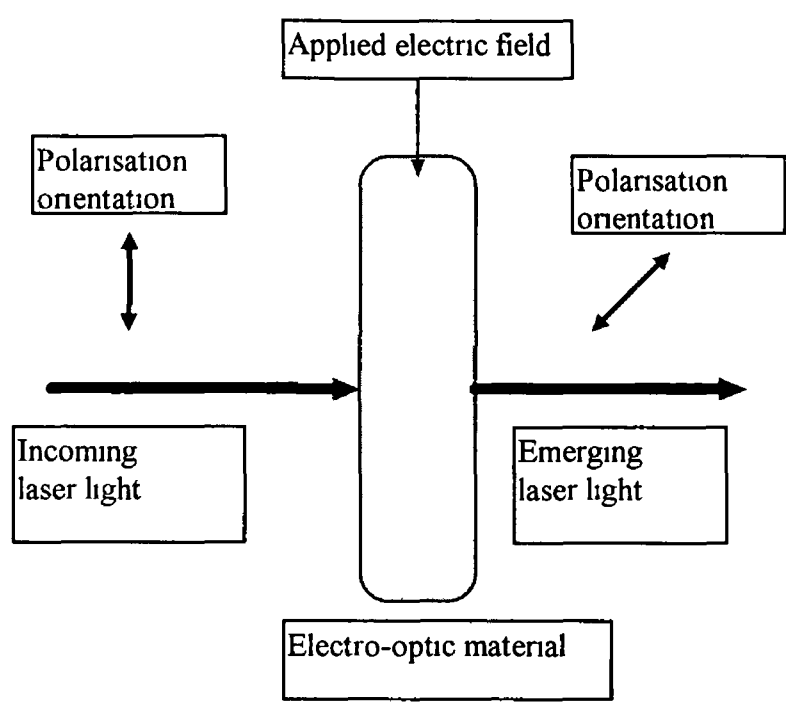 Applied electric field
Polarisation
orientation
Polarisation
orientation
Incoming
laser light
Emerging
laser light
Electro-optic material